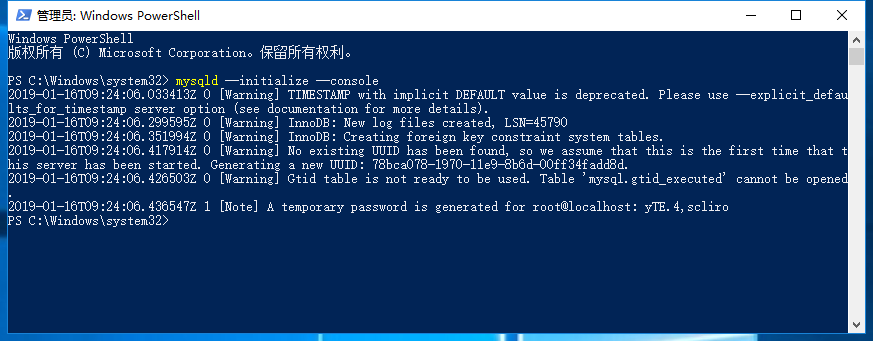 管理员: Windows PowerShell
Windows PowerShell
版权所有 (C) Microsoft Corporation。保留所有权利。
PS C:\Windows\system32> mysqld --initialize --console
2019-01-16T09:24:06.033413Z 0 [Warning] TIMESTAMP with implicit DEFAULT value is deprecated. Please use --explicit_defau
lts_for_timestamp server option (see documentation for more details).
2019-01-16T09:24:06.299595Z 0 [Warning] InnoDB: New log files created, LSN=45790
2019-01-16T09:24:06.351994Z 0 [Warning] InnoDB: Creating foreign key constraint system tables.
2019-01-16T09:24:06.417914Z 0 [Warning] No existing UUID has been found, so we assume that this is the first time that t
his server has been started. Generating a new UUID: 78bca078-1970-11e9-8b6d-00ff34fadd8d.
2019-01-16T09:24:06.426503Z 0 [Warning] Gtid table is not ready to be used. Table 'mysql.gtid_executed' cannot be opened
.
2019-01-16T09:24:06.436547Z 1 [Note] A temporary password is generated for root@localhost: yTE.4,scliro
PS C:\Windows\system32>